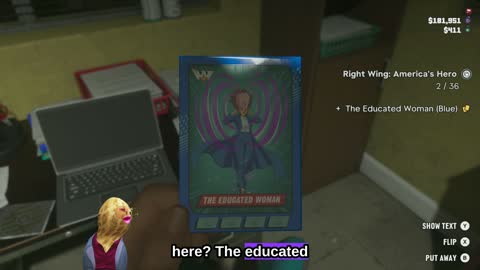 $181,951
$411
Right Wing: America's Hero
2 / 36
+ The Educated Woman (Blue)
THE EDUCATED WOMAN
SHOW TEXT Y
FLIP X
PUT AWAY B
here? The educated